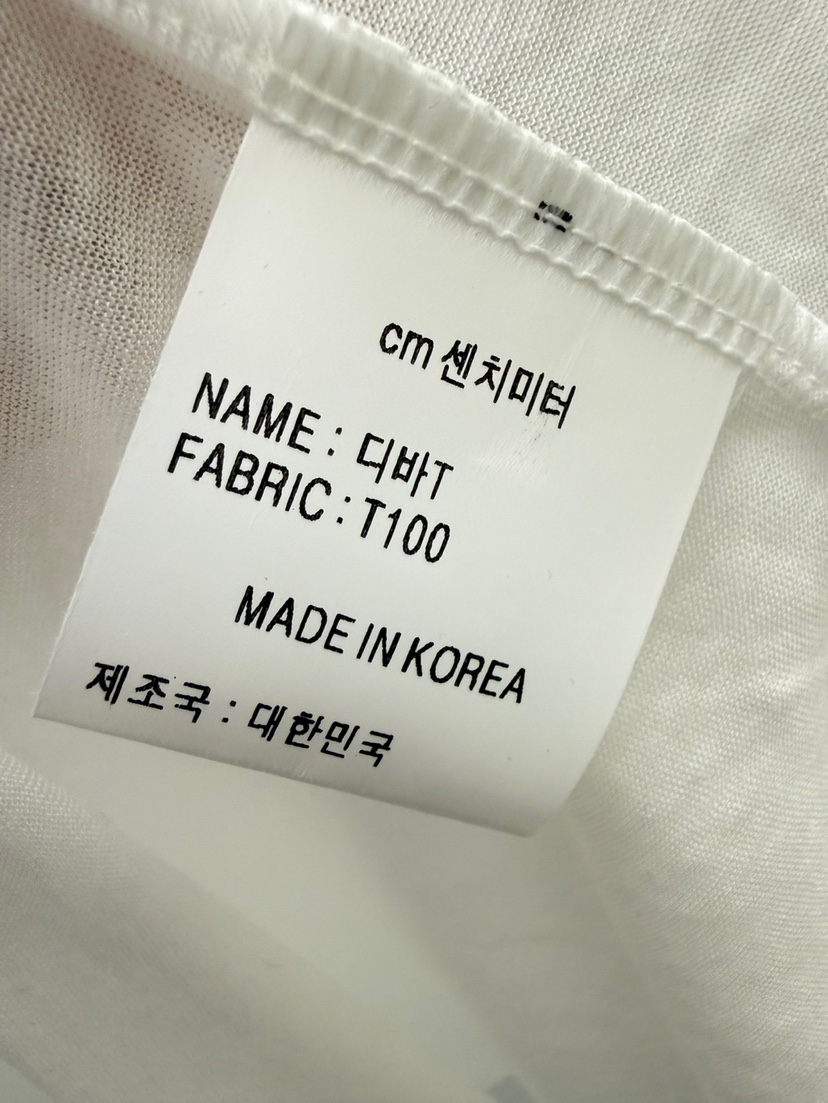 cm 센치미터
NAME : 디바T
FABRIC : T100
MADE IN KOREA
제조국 : 대한민국